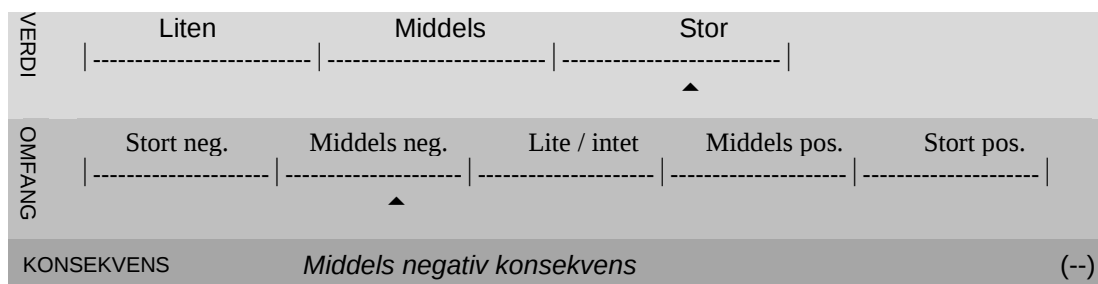 VERDI
Liten Middels Stor
|--------------------------|--------------------------|--------------------------|
OMFANG
Stort neg. Middels neg. Lite / intet Middels pos. Stort pos.
|---------------------|---------------------|---------------------|---------------------|---------------------|
KONSEKVENS Middels negativ konsekvens (--)